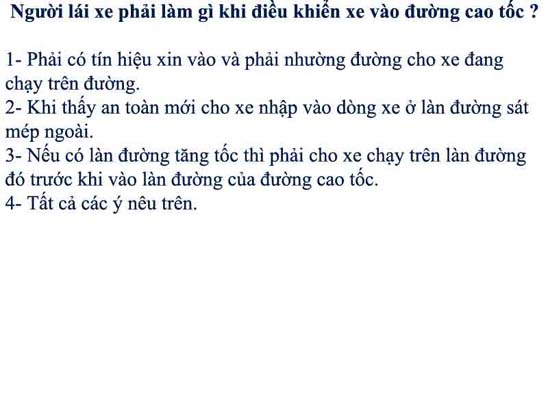 Người lái xe phải làm gì khi điều khiển xe vào đường cao tốc ?
1- Phải có tín hiệu xin vào và phải nhường đường cho xe đang
chạy trên đường.
2- Khi thấy an toàn mới cho xe nhập vào dòng xe ở làn đường sát
mép ngoài.
3- Nếu có làn đường tăng tốc thì phải cho xe chạy trên làn đường
đó trước khi vào làn đường của đường cao tốc.
4- Tất cả các ý nêu trên.